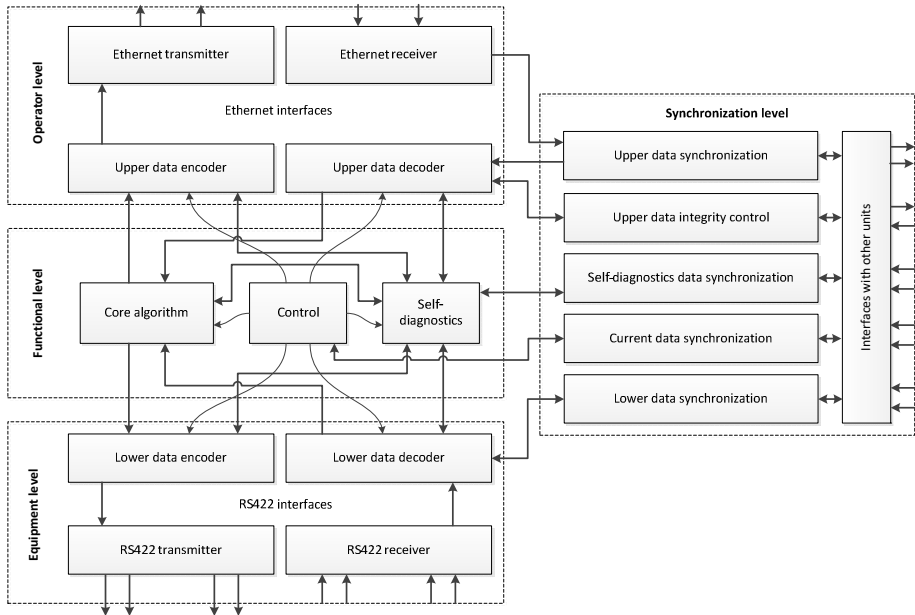 Operator level
Ethernet transmitter
Ethernet receiver
Ethernet interfaces
Upper data encoder
Upper data decoder
Functional level
Core algorithm
Control
Self-
diagnostics
Equipment level
Lower data encoder
Lower data decoder
RS422 interfaces
RS422 transmitter
RS422 receiver
Synchronization level
Upper data synchronization
Upper data integrity control
Self-diagnostics data synchronization
Current data synchronization
Lower data synchronization
Interfaces with other units